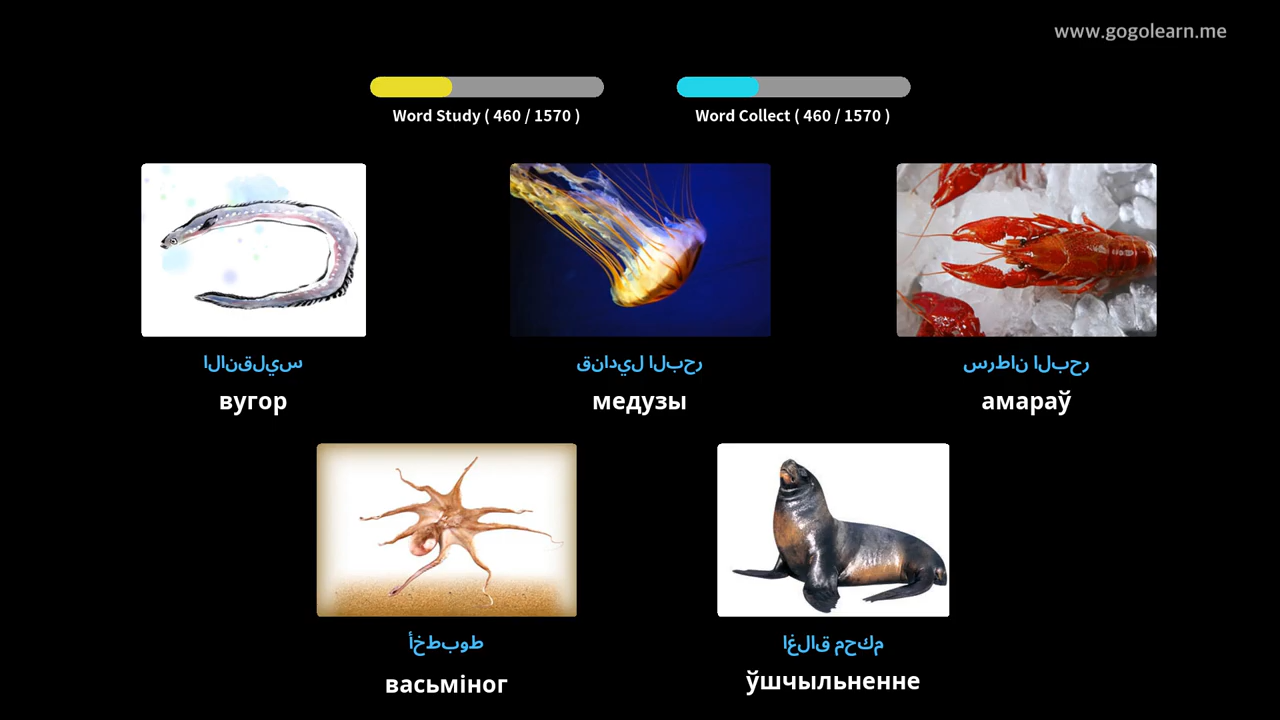 www.gogolearn.me
Word Study ( 460 / 1570 )
Word Collect ( 460 / 1570 )
الانقليس
قناديل البحر
سرطان البحر
вугор
медузы
амараў
أخطبوط
اغلاق محكم
васьміног
ўшчыльненне